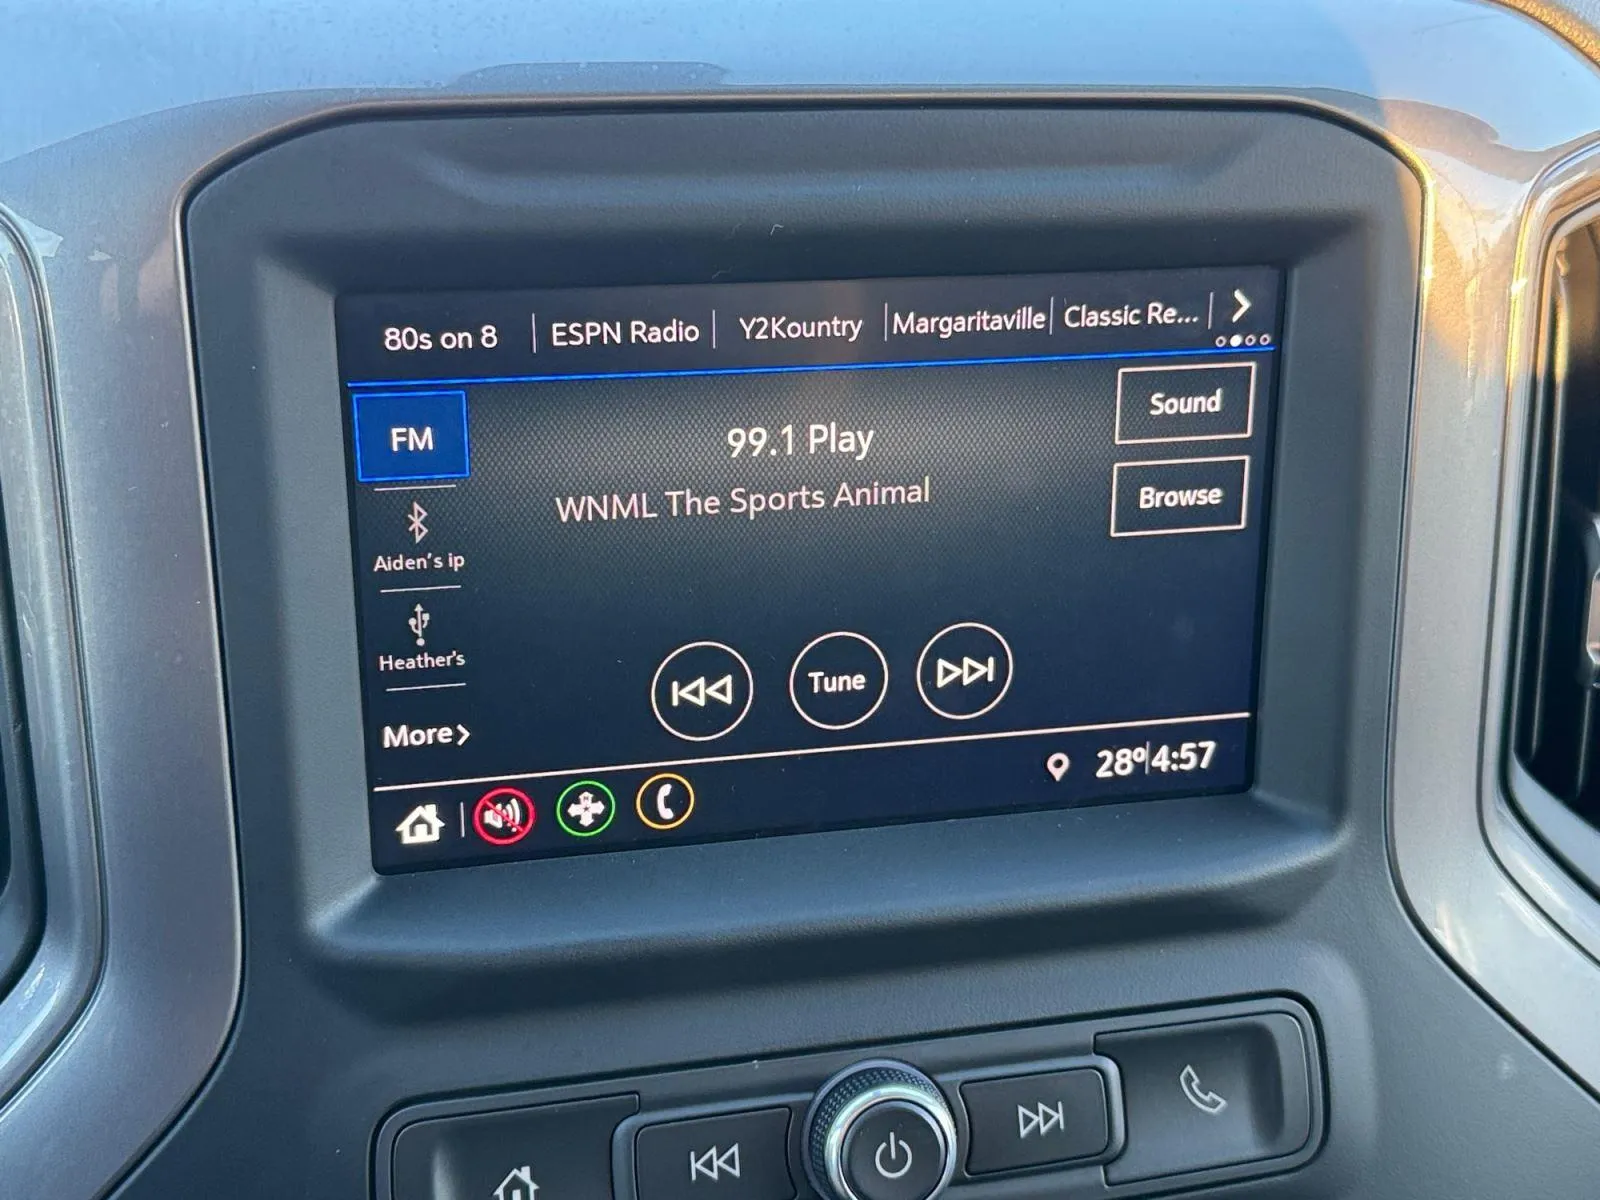 80s on 8 | ESPN Radio | Y2Kountry | Margaritaville | Classic Re...
FM
99.1 Play
Sound
WNML The Sports Animal
Browse
Aiden's ip
Heather's
Tune
More
28° 4:57